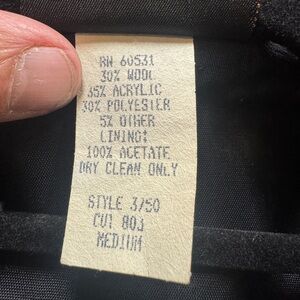 RN 60531
30% WOOL
35% ACRYLIC
30% POLYESTER
5% OTHER
LINING:
100% ACETATE
DRY CLEAN ONLY
STYLE 3/50
CUT 803
MEDIUM